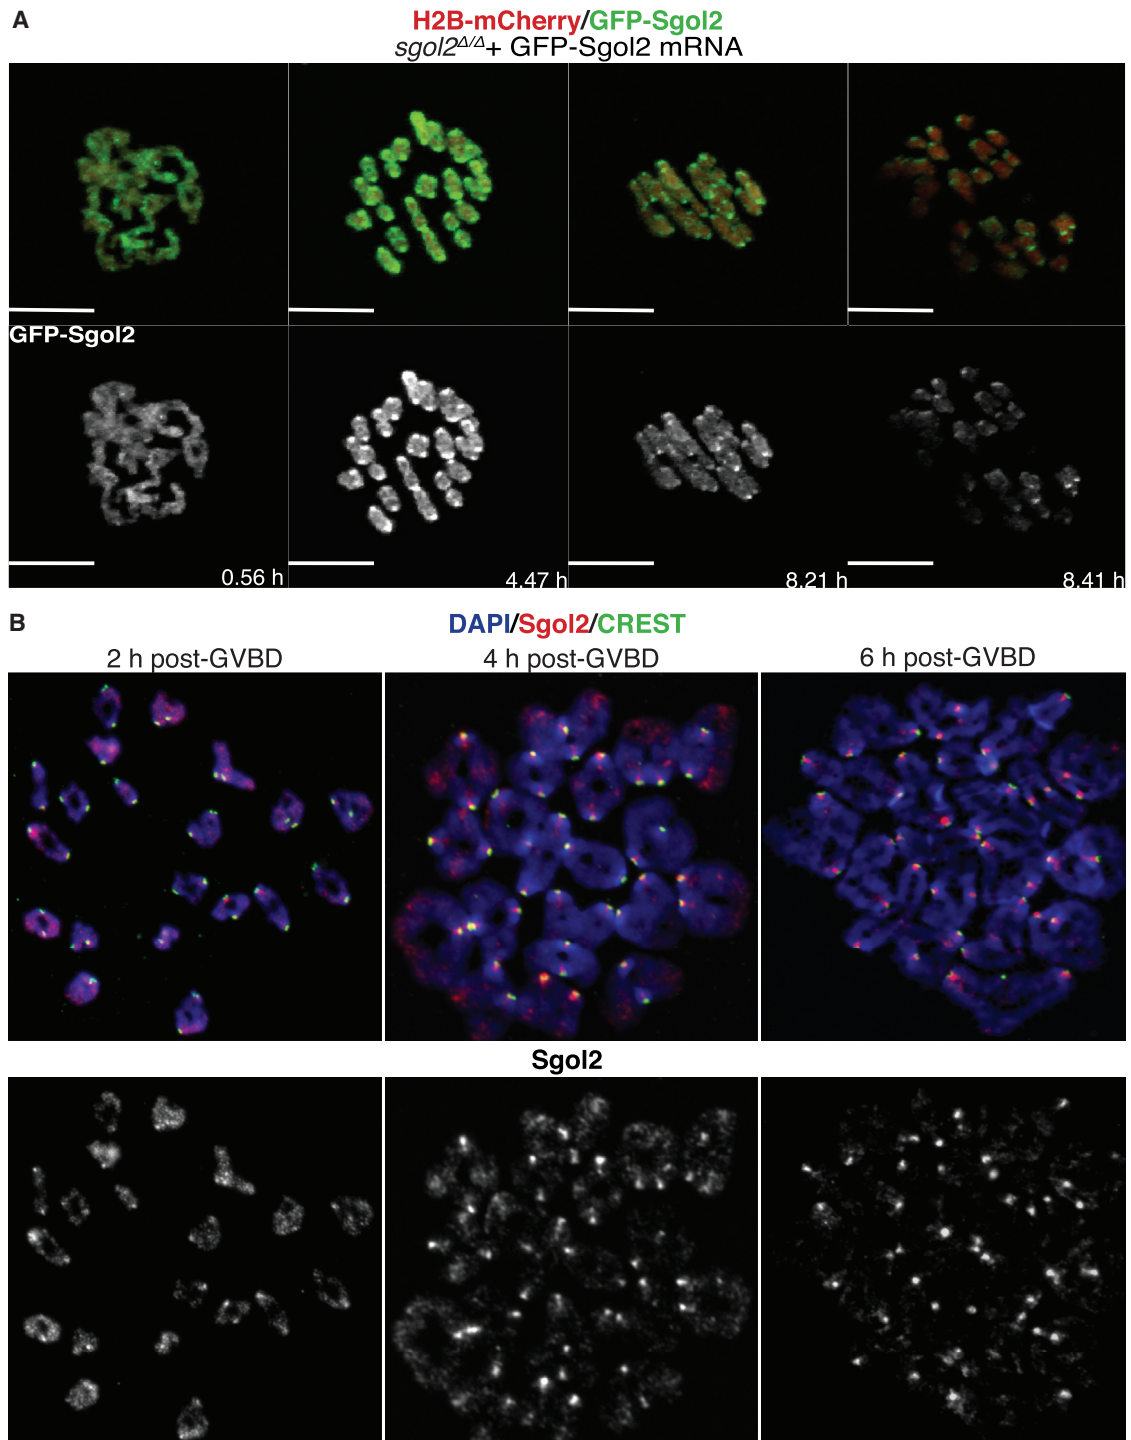 A
H2B-mCherry/GFP-Sgol2
sgol2Δ/Δ+ GFP-Sgol2 mRNA
GFP-Sgol2
0.56 h
4.47 h
8.21 h
8.41 h
B
DAPI/Sgol2/CREST
2 h post-GVBD
4 h post-GVBD
6 h post-GVBD
Sgol2